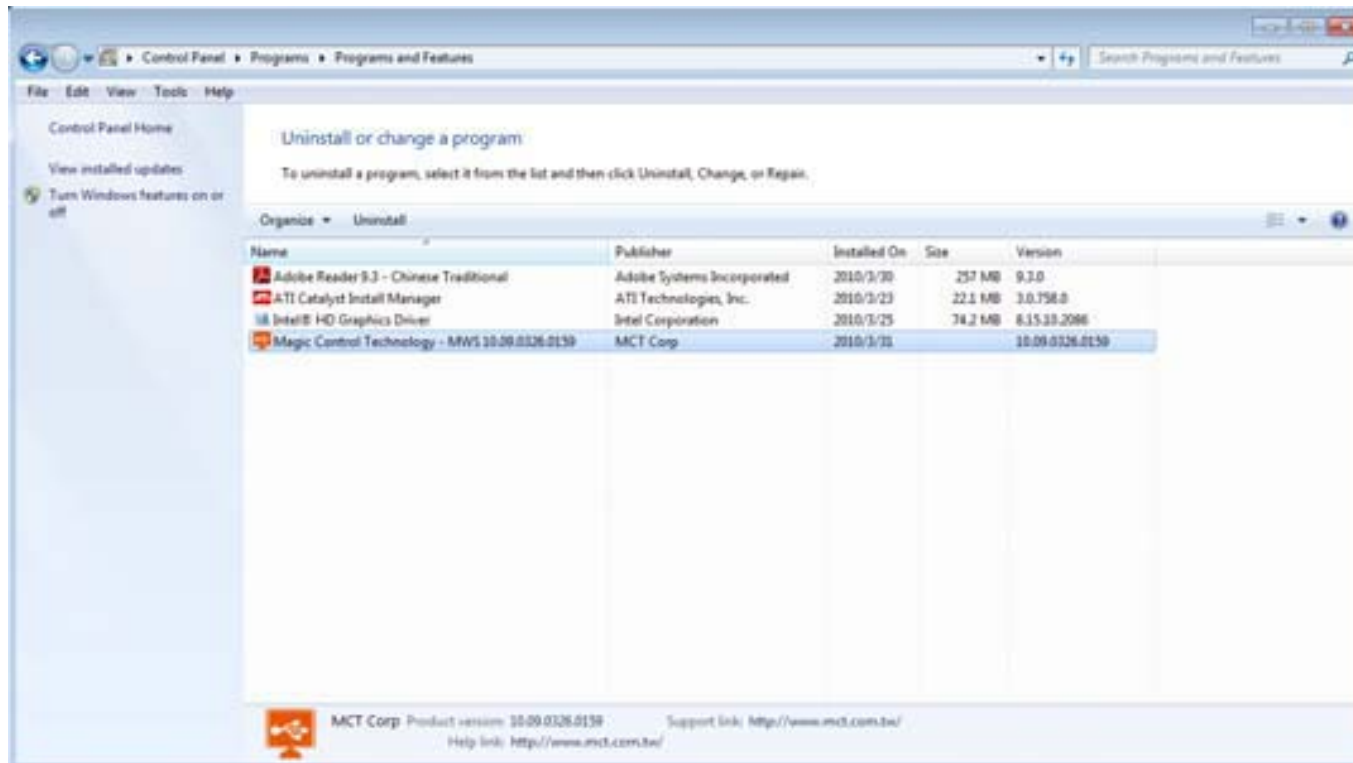 Control Panel Programs Programs and Features Search Programs and Features
File Edit View Tools Help
Control Panel Home
View installed updates
Turn Windows features on or off
Uninstall or change a program
To uninstall a program, select it from the list and then click Uninstall, Change, or Repair.
Organize Uninstall
Name Publisher Installed On Size Version
Adobe Reader 9.3 - Chinese Traditional Adobe Systems Incorporated 2010/3/30 257 MB 9.3.0
ATI Catalyst Install Manager ATI Technologies, Inc. 2010/3/23 22.1 MB 3.0.758.0
Intel® HD Graphics Driver Intel Corporation 2010/3/25 74.2 MB 8.15.10.2086
Magic Control Technology - MWS 10.09.0326.0159 MCT Corp 2010/3/31 10.09.0326.0159
MCT Corp Product version: 10.09.0326.0159 Support link: http://www.mct.com.tw/
Help link: http://www.mct.com.tw/